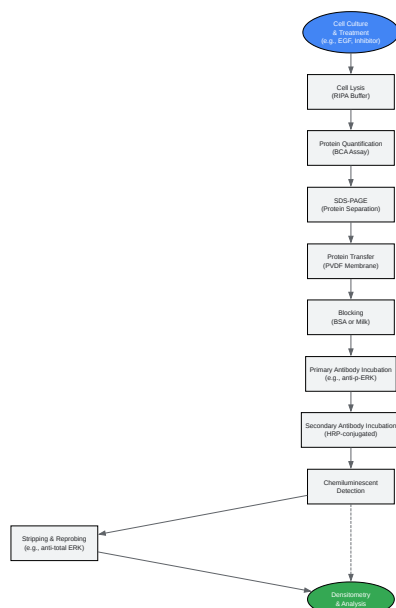 Cell Culture
& Treatment
(e.g., EGF, Inhibitor)
Cell Lysis
(RIPA Buffer)
Protein Quantification
(BCA Assay)
SDS-PAGE
(Protein Separation)
Protein Transfer
(PVDF Membrane)
Blocking
(BSA or Milk)
Primary Antibody Incubation
(e.g., anti-p-ERK)
Secondary Antibody Incubation
(HRP-conjugated)
Chemiluminescent
Detection
Stripping & Reprobing
(e.g., anti-total ERK)
Densitometry
& Analysis